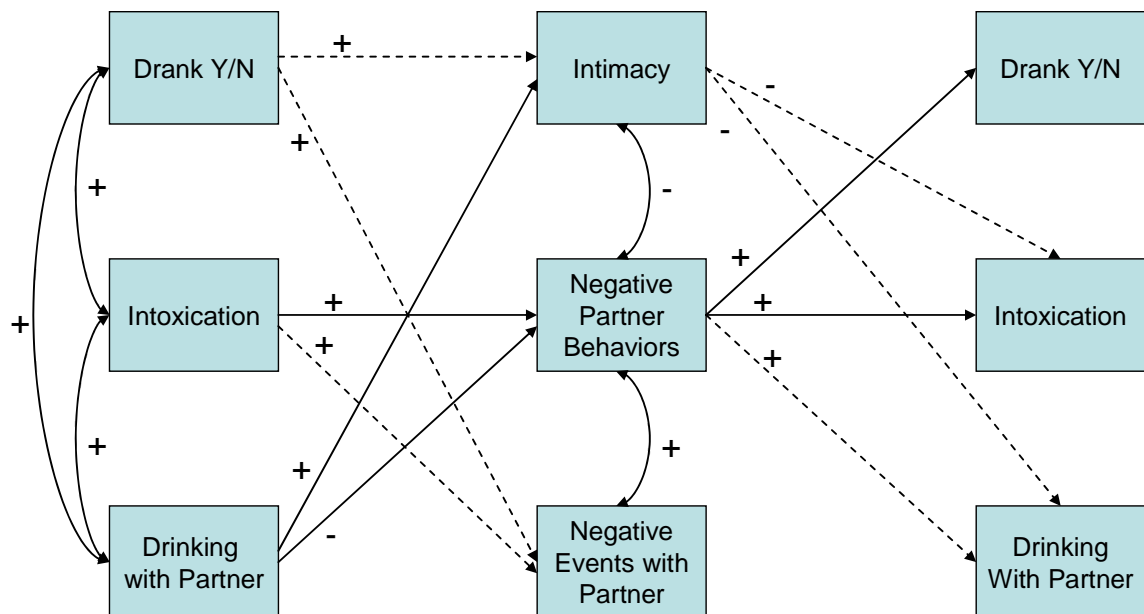 Drank Y/N
+
Intimacy
-
Drank Y/N
+
-
+
-
+
Intoxication
+
+
Negative
Partner
Behaviors
+
+
Intoxication
+
+
+
+
+
-
Drinking
with Partner
Negative
Events with
Partner
Drinking
With Partner